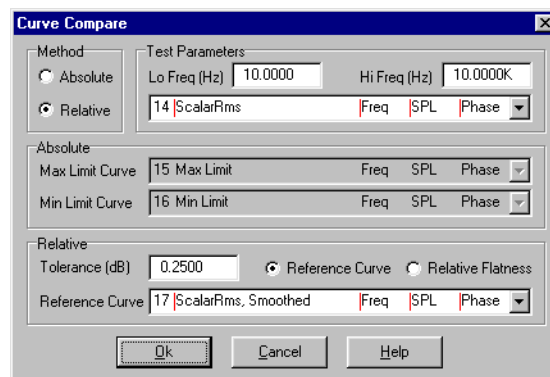 Curve Compare
Method
Absolute
Relative
Test Parameters
Lo Freq (Hz) 10.0000 Hi Freq (Hz) 10.0000K
14 ScalarRms Freq SPL Phase
Absolute
Max Limit Curve 15 Max Limit Freq SPL Phase
Min Limit Curve 16 Min Limit Freq SPL Phase
Relative
Tolerance (dB) 0.2500 Reference Curve Relative Flatness
Reference Curve 17 ScalarRms, Smoothed Freq SPL Phase
Ok Cancel Help